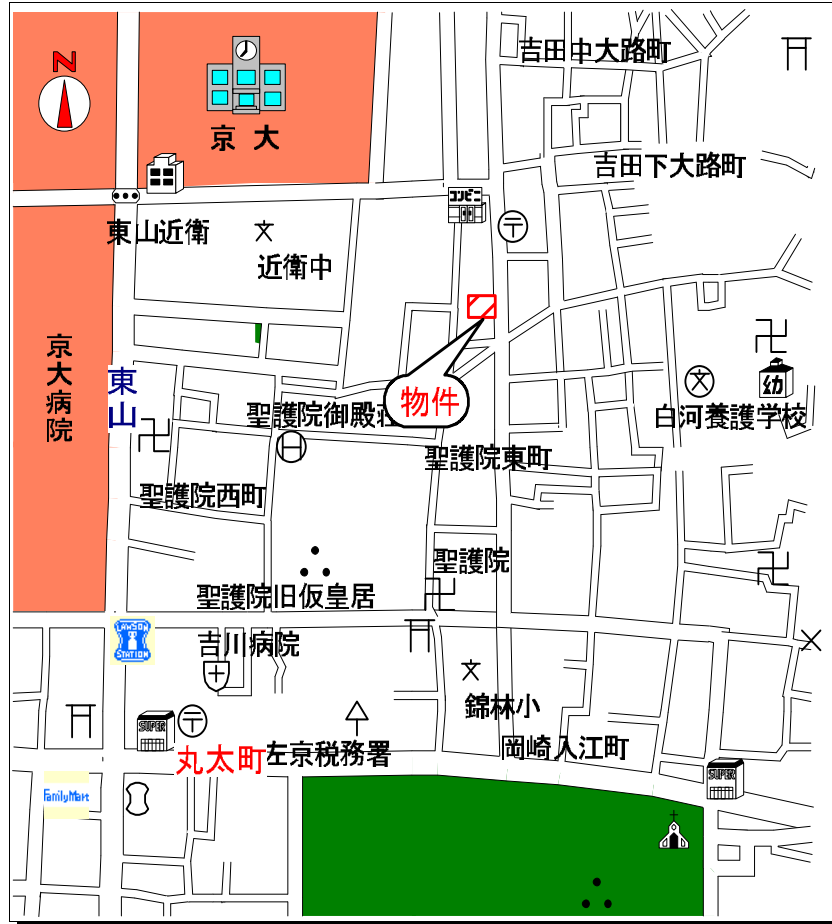 吉田中大路町
N
京大
吉田下大路町
コンビニ
東山近衛
文
近衛中
〒
京大病院
東山
物件
聖護院御殿荘
文
幼
白河養護学校
聖護院東町
聖護院西町
聖護院
聖護院旧仮皇居
LAWSON
STATION
吉川病院
文
錦林小
SUPER
〒
丸太町
左京税務署
岡崎入江町
SUPER
FamilyMart